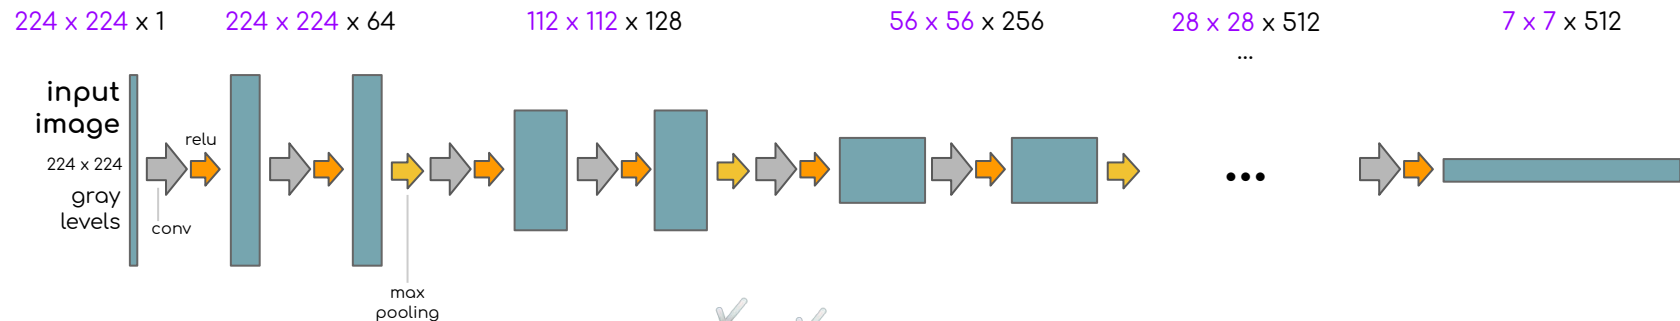 224 x 224 x 1
224 x 224 x 64
112 x 112 x 128
56 x 56 x 256
28 x 28 x 512
...
7 x 7 x 512
input
image
224 x 224
gray
levels
relu
conv
max
pooling
...